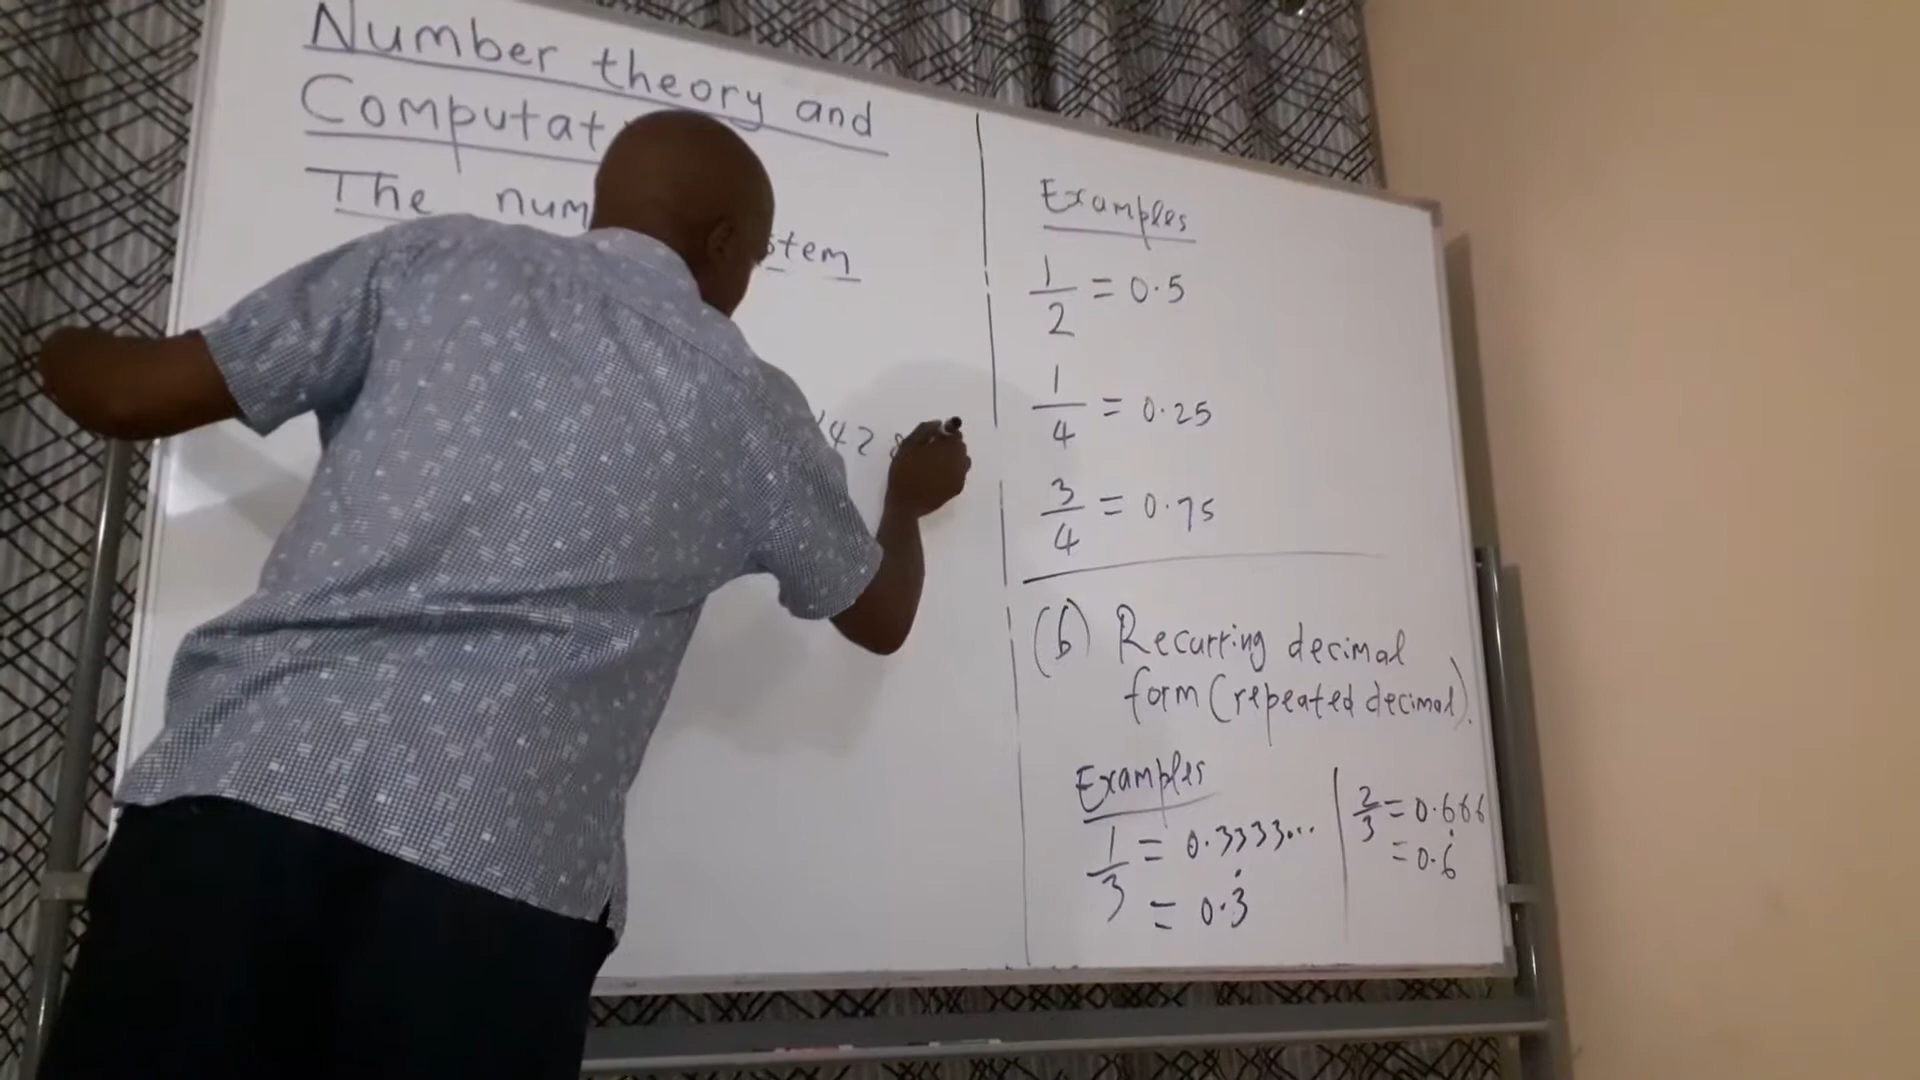 Number theory and
Computat
The num stem
142
Examples
1/2 = 0.5
1/4 = 0.25
3/4 = 0.75
(b) Recurring decimal
form (repeated decimal).
Examples
1/3 = 0.3333...
= 0.3̇
2/3 = 0.666
= 0.6̇